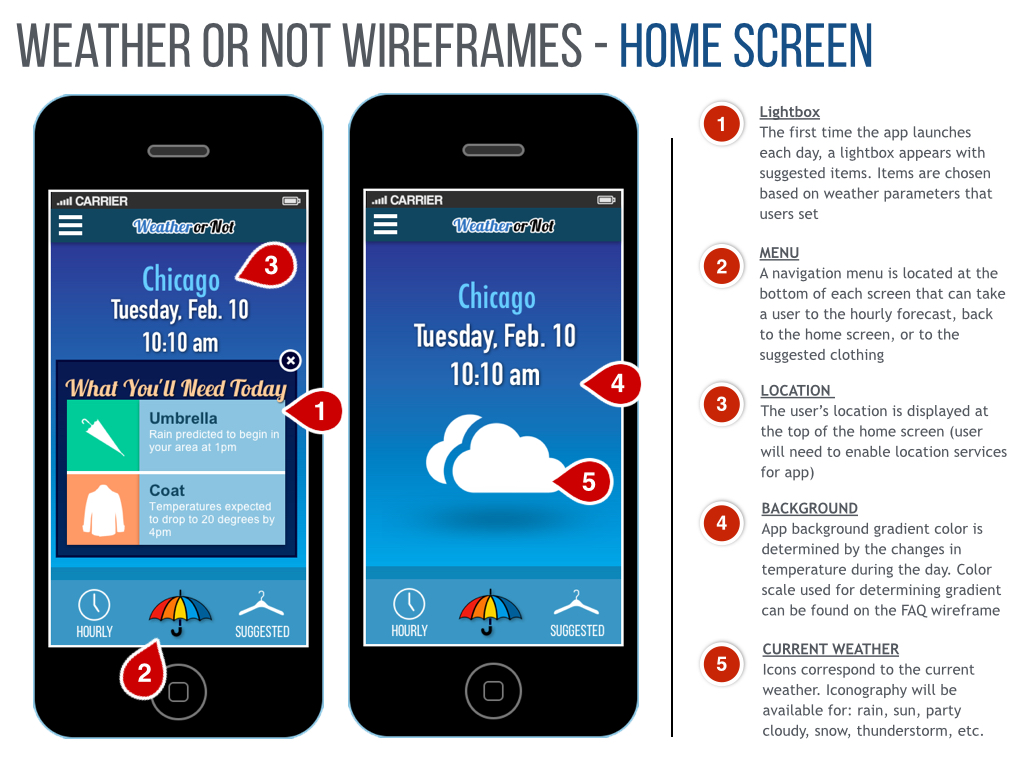 WEATHER OR NOT WIREFRAMES - HOME SCREEN
CARRIER
Weather or Not
3
Chicago
Tuesday, Feb. 10
10:10 am
What You'll Need Today
1
Umbrella
Rain predicted to begin in
your area at 1pm
Coat
Temperatures expected
to drop to 20 degrees by
4pm
HOURLY
SUGGESTED
2
CARRIER
Weather or Not
Chicago
Tuesday, Feb. 10
10:10 am
4
5
HOURLY
SUGGESTED
1
Lightbox
The first time the app launches
each day, a lightbox appears with
suggested items. Items are chosen
based on weather parameters that
users set
2
MENU
A navigation menu is located at the
bottom of each screen that can take
a user to the hourly forecast, back
to the home screen, or to the
suggested clothing
3
LOCATION
The user’s location is displayed at
the top of the home screen (user
will need to enable location services
for app)
4
BACKGROUND
App background gradient color is
determined by the changes in
temperature during the day. Color
scale used for determining gradient
can be found on the FAQ wireframe
5
CURRENT WEATHER
Icons correspond to the current
weather. Iconography will be
available for: rain, sun, party
cloudy, snow, thunderstorm, etc.